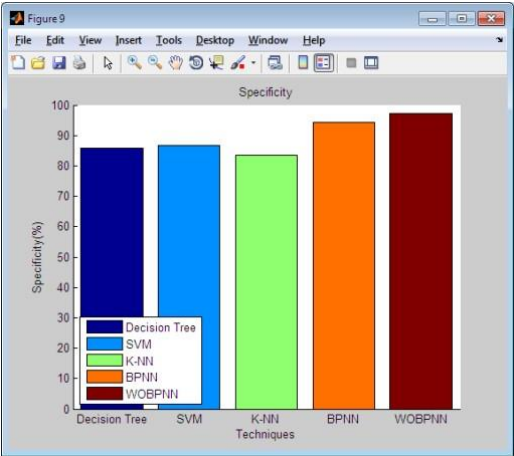 Figure 9
File Edit View Insert Tools Desktop Window Help
Specificity
100
90
80
70
60
50
40
30
20
10
0
Specificity(%)
Decision Tree
SVM
K-NN
BPNN
WOBPNN
Decision Tree SVM K-NN BPNN WOBPNN
Techniques